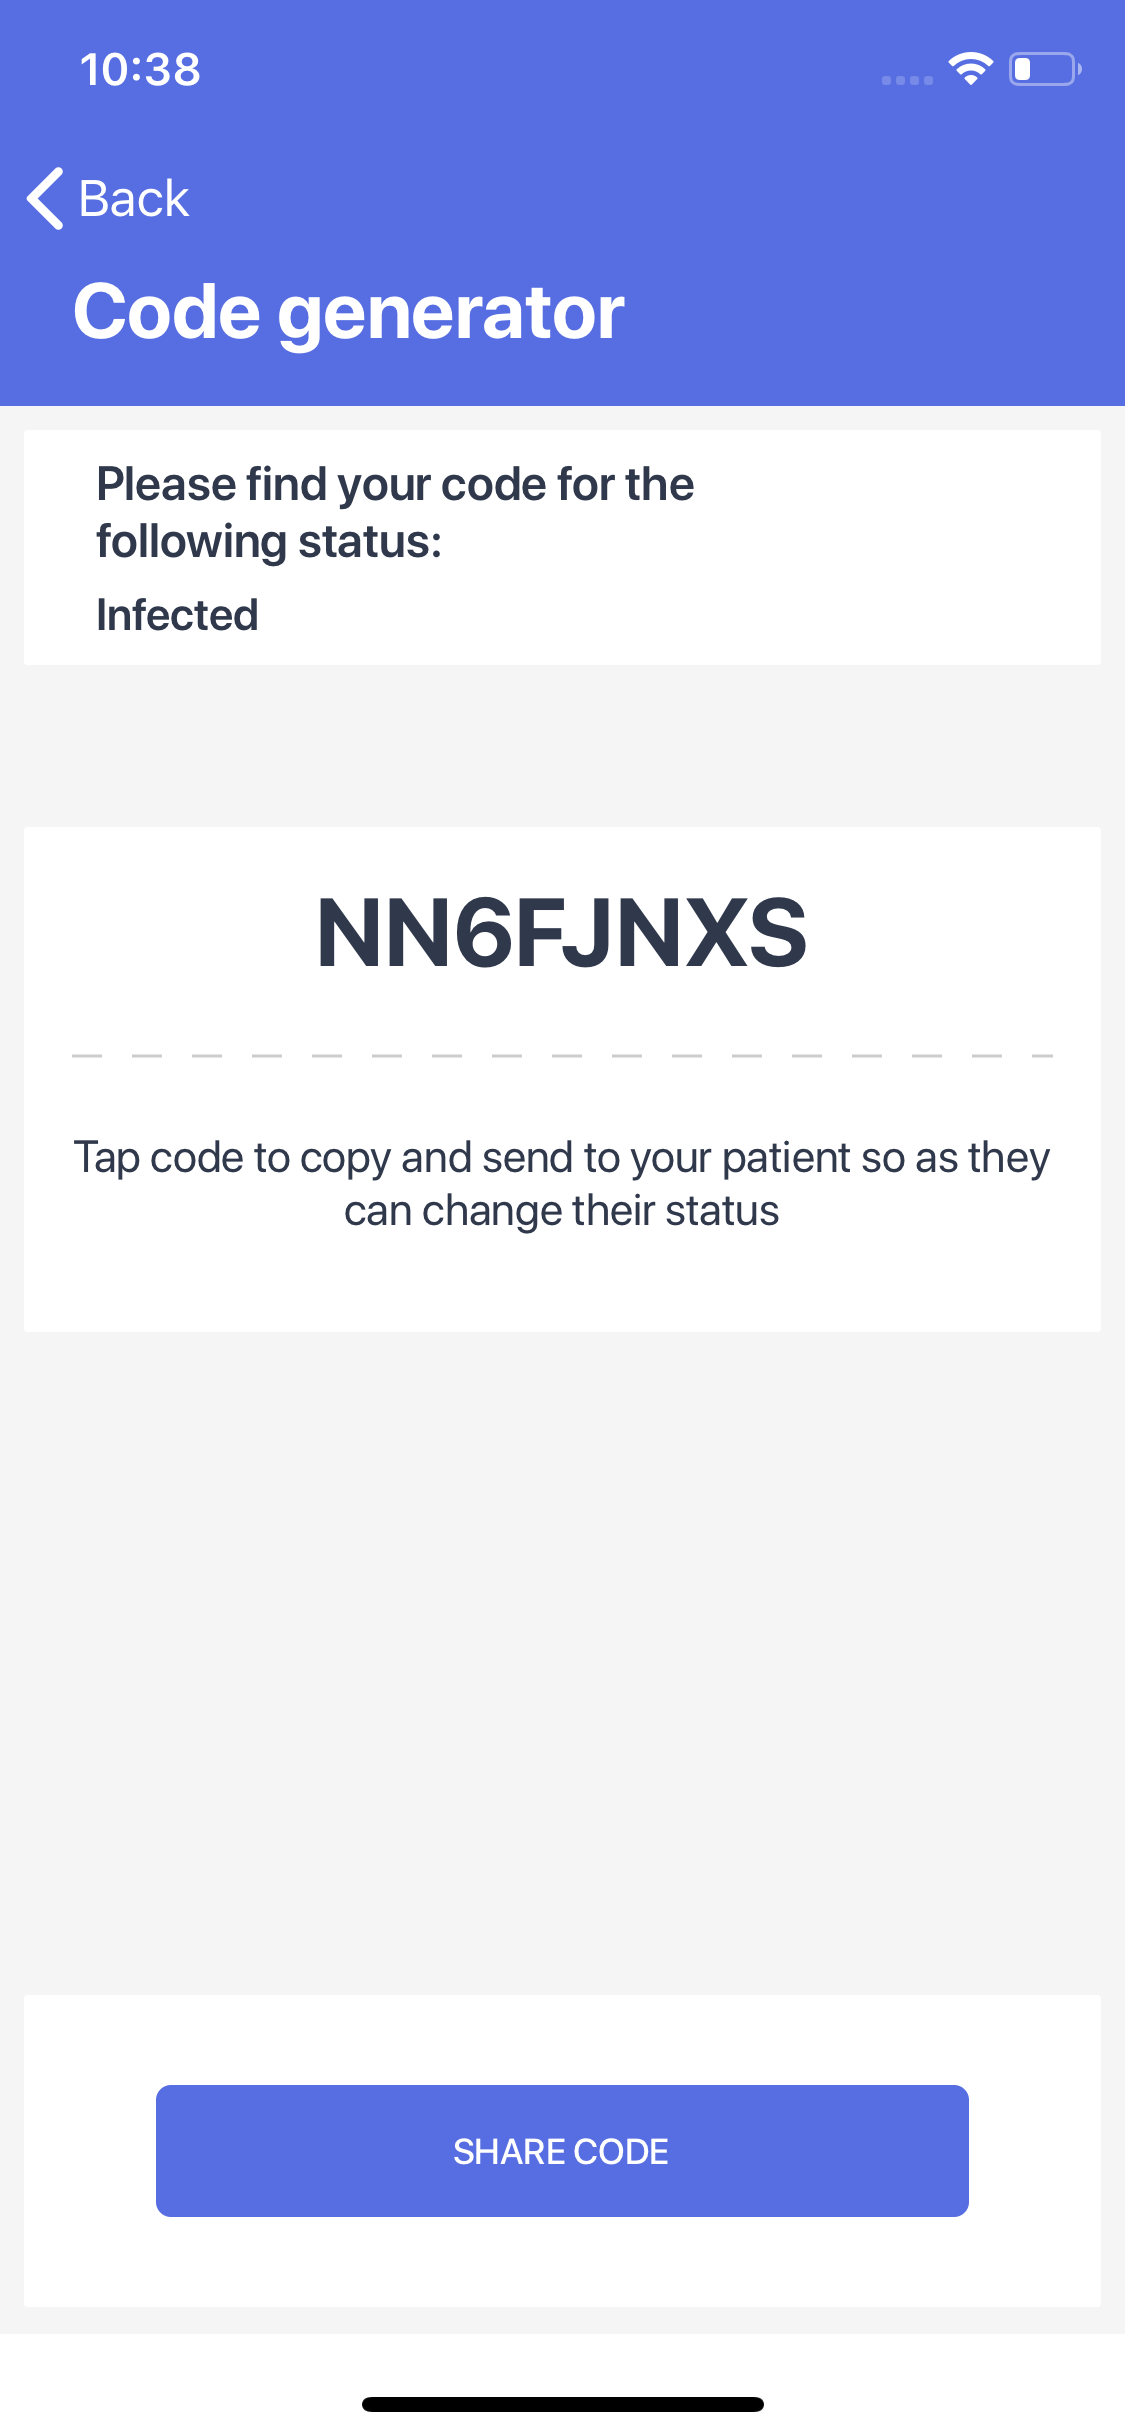 10:38
Back
Code generator
Please find your code for the
following status:
Infected
NN6FJNXS
Tap code to copy and send to your patient so as they
can change their status
SHARE CODE